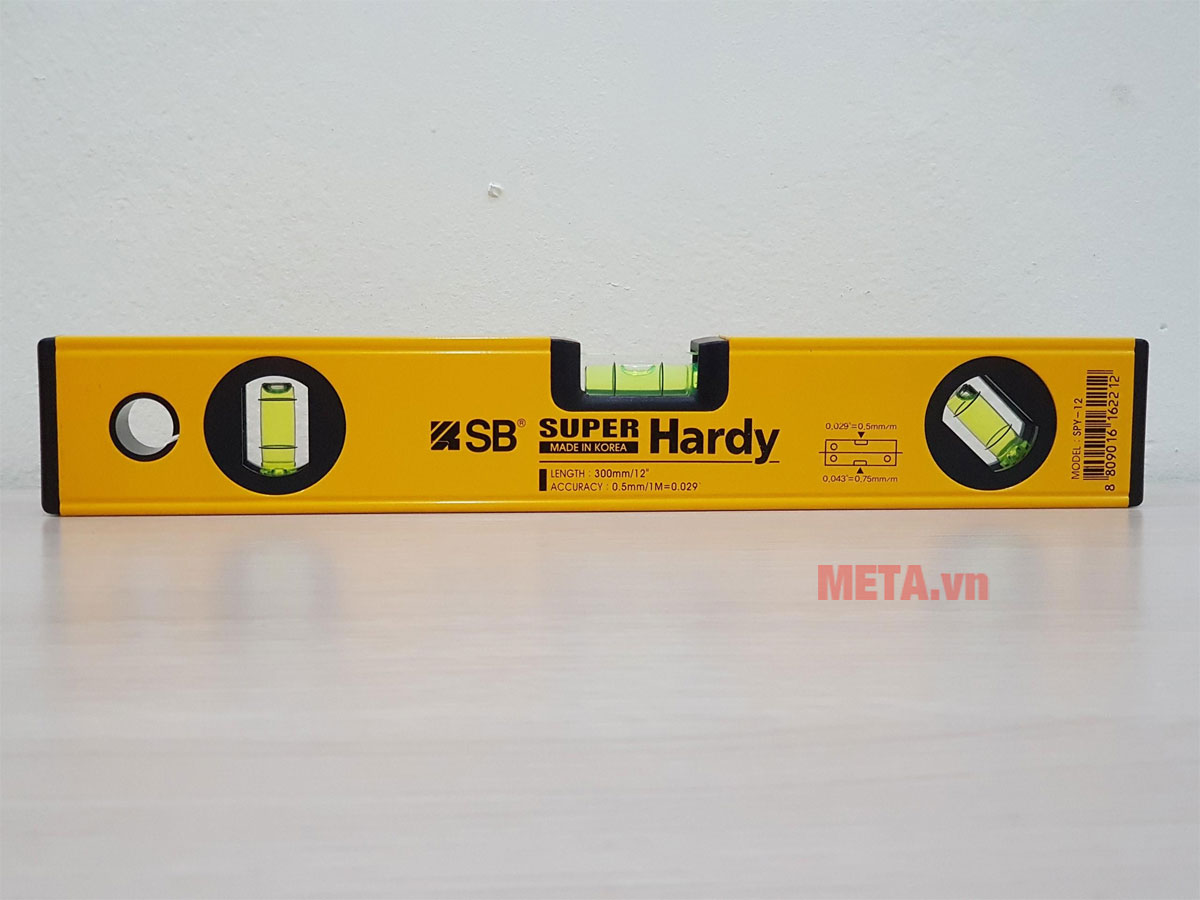 SB®
SUPER
MADE IN KOREA
Hardy
LENGTH : 300mm/12"
ACCURACY : 0.5mm/1M=0.029°
0.029°=0.5mm/m
0.043°=0.75mm/m
MODEL : SPY-12
8 809016 162212
META.vn